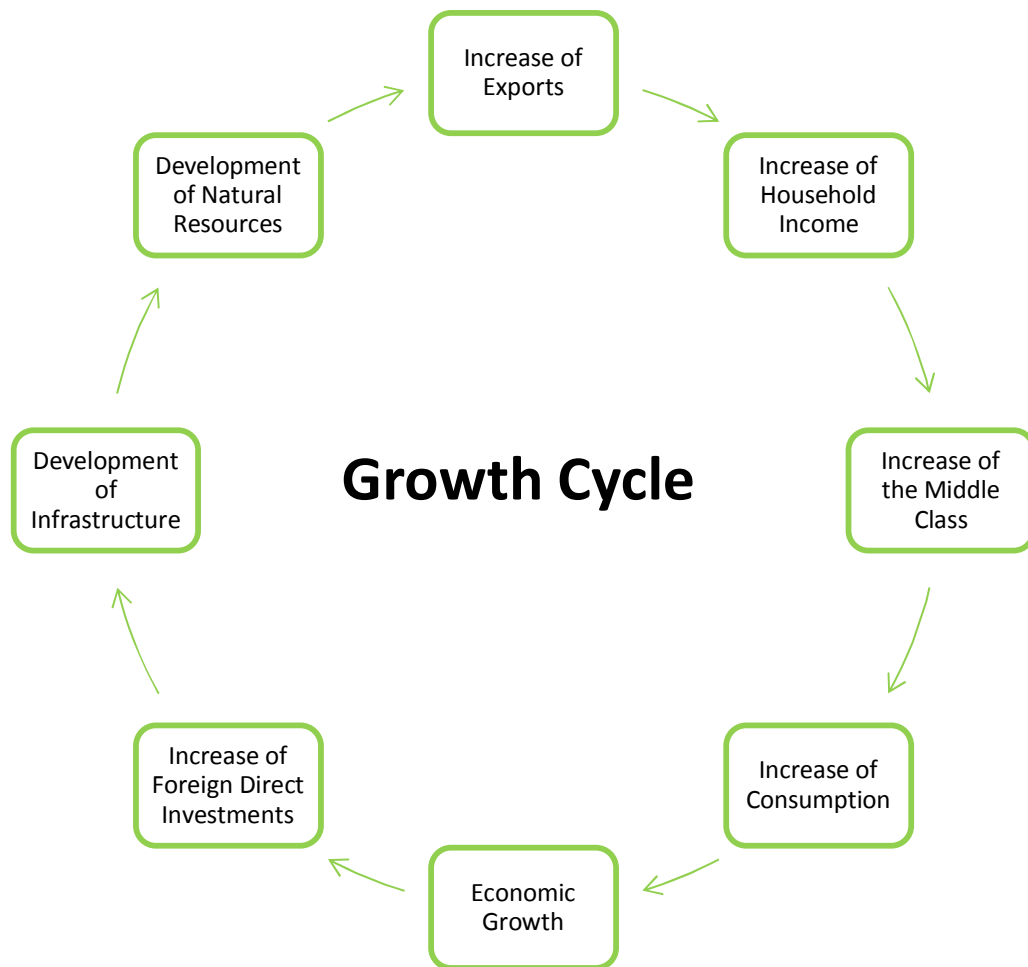 Increase of
Exports
Increase of
Household
Income
Increase of
the Middle
Class
Increase of
Consumption
Economic
Growth
Increase of
Foreign Direct
Investments
Development
of
Infrastructure
Development
of Natural
Resources
Growth Cycle